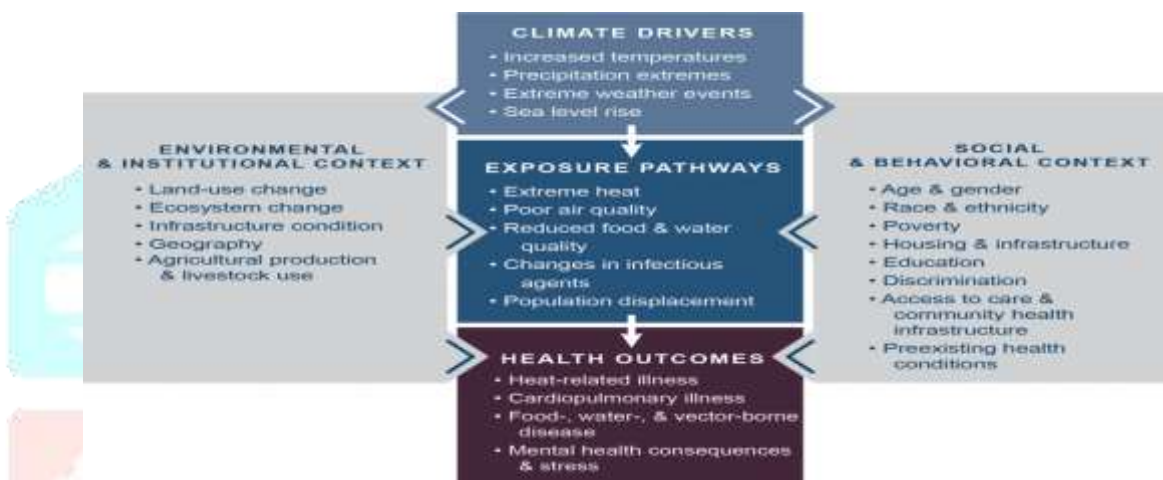 CLIMATE DRIVERS
• Increased temperatures
• Precipitation extremes
• Extreme weather events
• Sea level rise
ENVIRONMENTAL
& INSTITUTIONAL CONTEXT
• Land-use change
• Ecosystem change
• Infrastructure condition
• Geography
• Agricultural production
& livestock use
EXPOSURE PATHWAYS
• Extreme heat
• Poor air quality
• Reduced food & water
quality
• Changes in infectious
agents
• Population displacement
SOCIAL
& BEHAVIORAL CONTEXT
• Age & gender
• Race & ethnicity
• Poverty
• Housing & infrastructure
• Education
• Discrimination
• Access to care &
community health
infrastructure
• Preexisting health
conditions
HEALTH OUTCOMES
• Heat-related illness
• Cardiopulmonary illness
• Food-, water-, & vector-borne
disease
• Mental health consequences
& stress